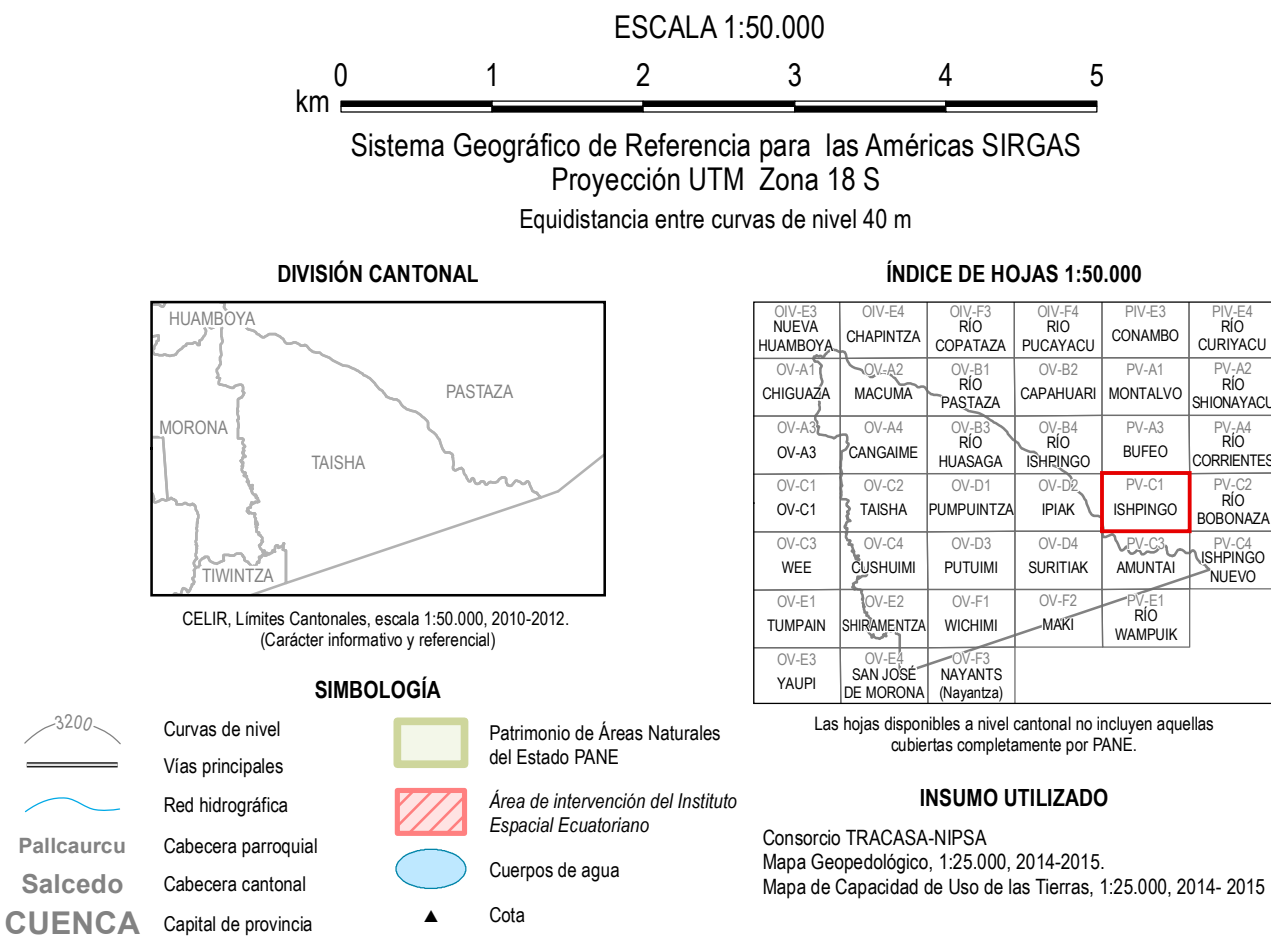 ESCALA 1:50.000
0 1 2 3 4 5
km
Sistema Geográfico de Referencia para las Américas SIRGAS
Proyección UTM Zona 18 S
Equidistancia entre curvas de nivel 40 m
DIVISIÓN CANTONAL
HUAMBOYA
PASTAZA
MORONA
TAISHA
TIWINTZA
CELIR, Límites Cantonales, escala 1:50.000, 2010-2012.
(Carácter informativo y referencial)
ÍNDICE DE HOJAS 1:50.000
OIV-E3 OIV-E4 OIV-F3 OIV-F4 PIV-E3 PIV-E4
NUEVA HUAMBOYA CHAPINTZA RÍO COPATAZA RIO PUCAYACU CONAMBO RÍO CURIYACU
OV-A1 OV-A2 OV-B1 OV-B2 PV-A1 PV-A2
CHIGUAZA MACUMA RÍO PASTAZA CAPAHUARI MONTALVO RÍO SHIONAYACU
OV-A3 OV-A4 OV-B3 OV-B4 PV-A3 PV-A4
OV-A3 CANGAIME RÍO HUASAGA RÍO ISHPINGO BUFEO RÍO CORRIENTES
OV-C1 OV-C2 OV-D1 OV-D2 PV-C1 PV-C2
OV-C1 TAISHA PUMPUINTZA IPIAK ISHPINGO RÍO BOBONAZA
OV-C3 OV-C4 OV-D3 OV-D4 PV-C3 PV-C4
WEE CUSHUIMI PUTUIMI SURITIAK AMUNTAI ISHPINGO NUEVO
OV-E1 OV-E2 OV-F1 OV-F2 PV-E1
TUMPAIN SHIRAMENTZA WICHIMI MAKI RÍO WAMPUIK
OV-E3 OV-E4 OV-F3
YAUPI SAN JOSÉ DE MORONA NAYANTS (Nayantza)
Las hojas disponibles a nivel cantonal no incluyen aquellas
cubiertas completamente por PANE.
SIMBOLOGÍA
3200 Curvas de nivel
Vías principales
Red hidrográfica
Pallcaurcu Cabecera parroquial
Salcedo Cabecera cantonal
CUENCA Capital de provincia
Patrimonio de Áreas Naturales
del Estado PANE
Área de intervención del Instituto
Espacial Ecuatoriano
Cuerpos de agua
Cota
INSUMO UTILIZADO
Consorcio TRACASA-NIPSA
Mapa Geopedológico, 1:25.000, 2014-2015.
Mapa de Capacidad de Uso de las Tierras, 1:25.000, 2014- 2015